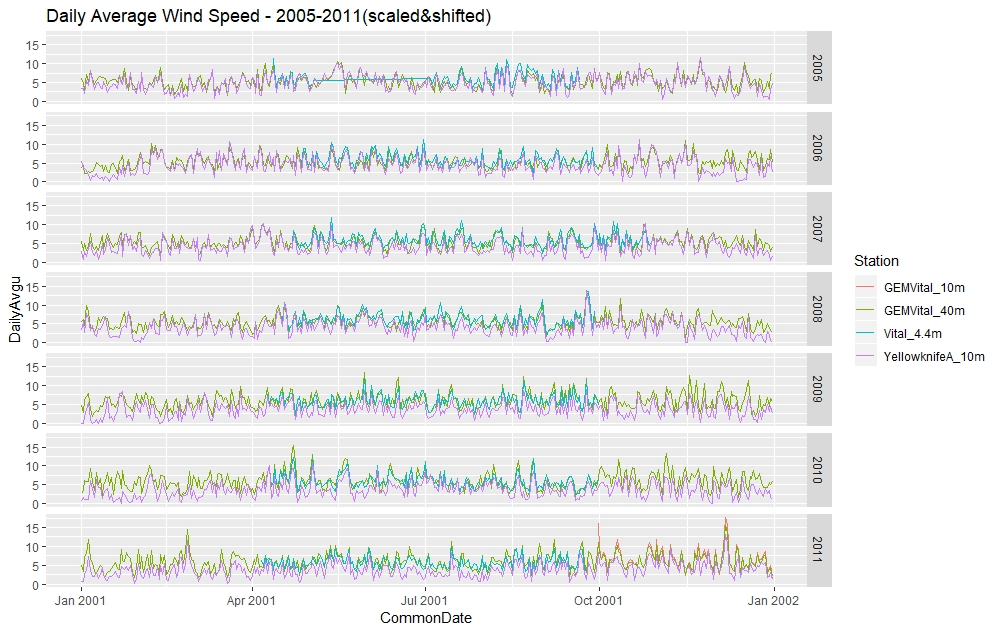 Daily Average Wind Speed - 2005-2011(scaled&shifted)
DailyAvgu
15
10
5
0
2005
15
10
5
0
2006
15
10
5
0
2007
15
10
5
0
2008
15
10
5
0
2009
15
10
5
0
2010
15
10
5
0
2011
Jan 2001
Apr 2001
Jul 2001
Oct 2001
Jan 2002
CommonDate
Station
GEMVital_10m
GEMVital_40m
Vital_4.4m
YellowknifeA_10m